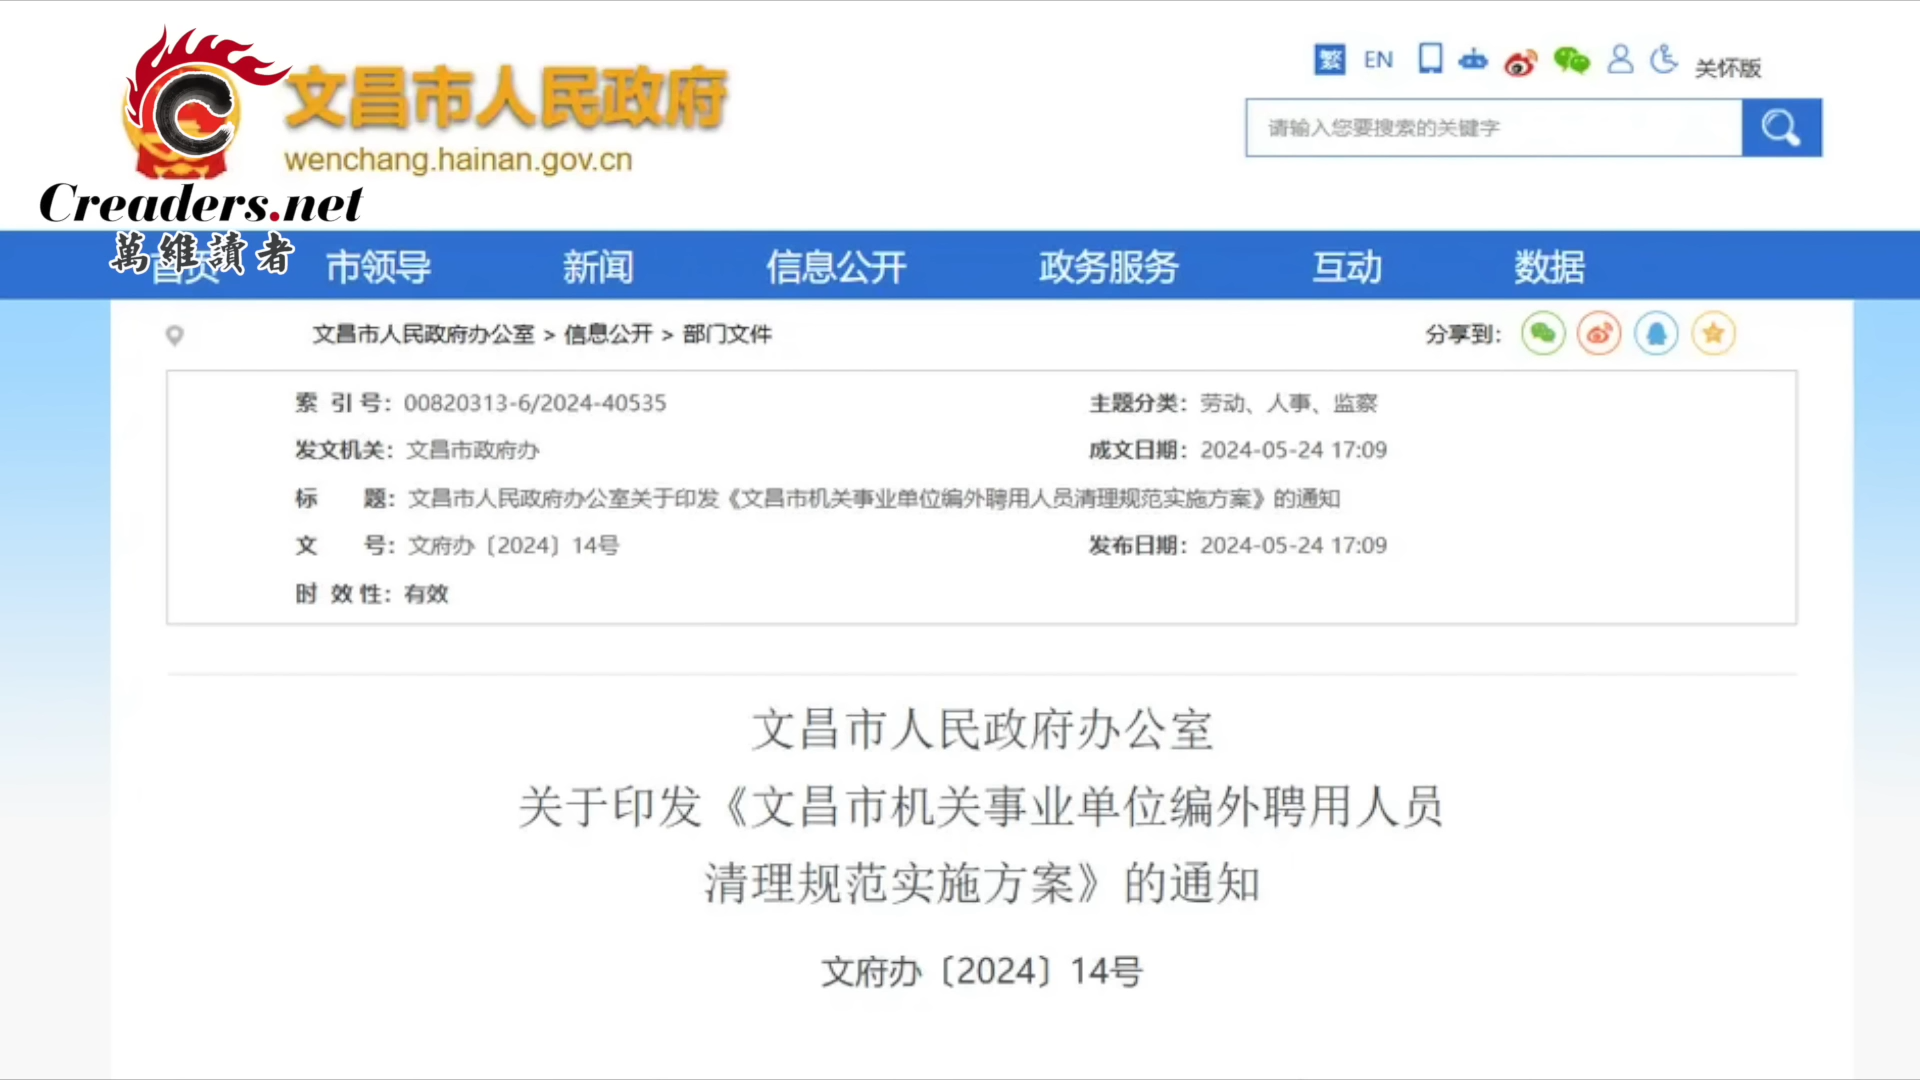 文昌市人民政府
wenchang.hainan.gov.cn
Creaders.net
萬維讀者
繁 EN 关怀版
请输入您要搜索的关键字
首页 市领导 新闻 信息公开 政务服务 互动 数据
文昌市人民政府办公室 > 信息公开 > 部门文件 分享到：
索 引 号： 00820313-6/2024-40535 主题分类： 劳动、人事、监察
发文机关： 文昌市政府办 成文日期： 2024-05-24 17:09
标 题： 文昌市人民政府办公室关于印发《文昌市机关事业单位编外聘用人员清理规范实施方案》的通知
文 号： 文府办〔2024〕14号 发布日期： 2024-05-24 17:09
时 效 性： 有效
文昌市人民政府办公室
关于印发《文昌市机关事业单位编外聘用人员
清理规范实施方案》的通知
文府办〔2024〕14号